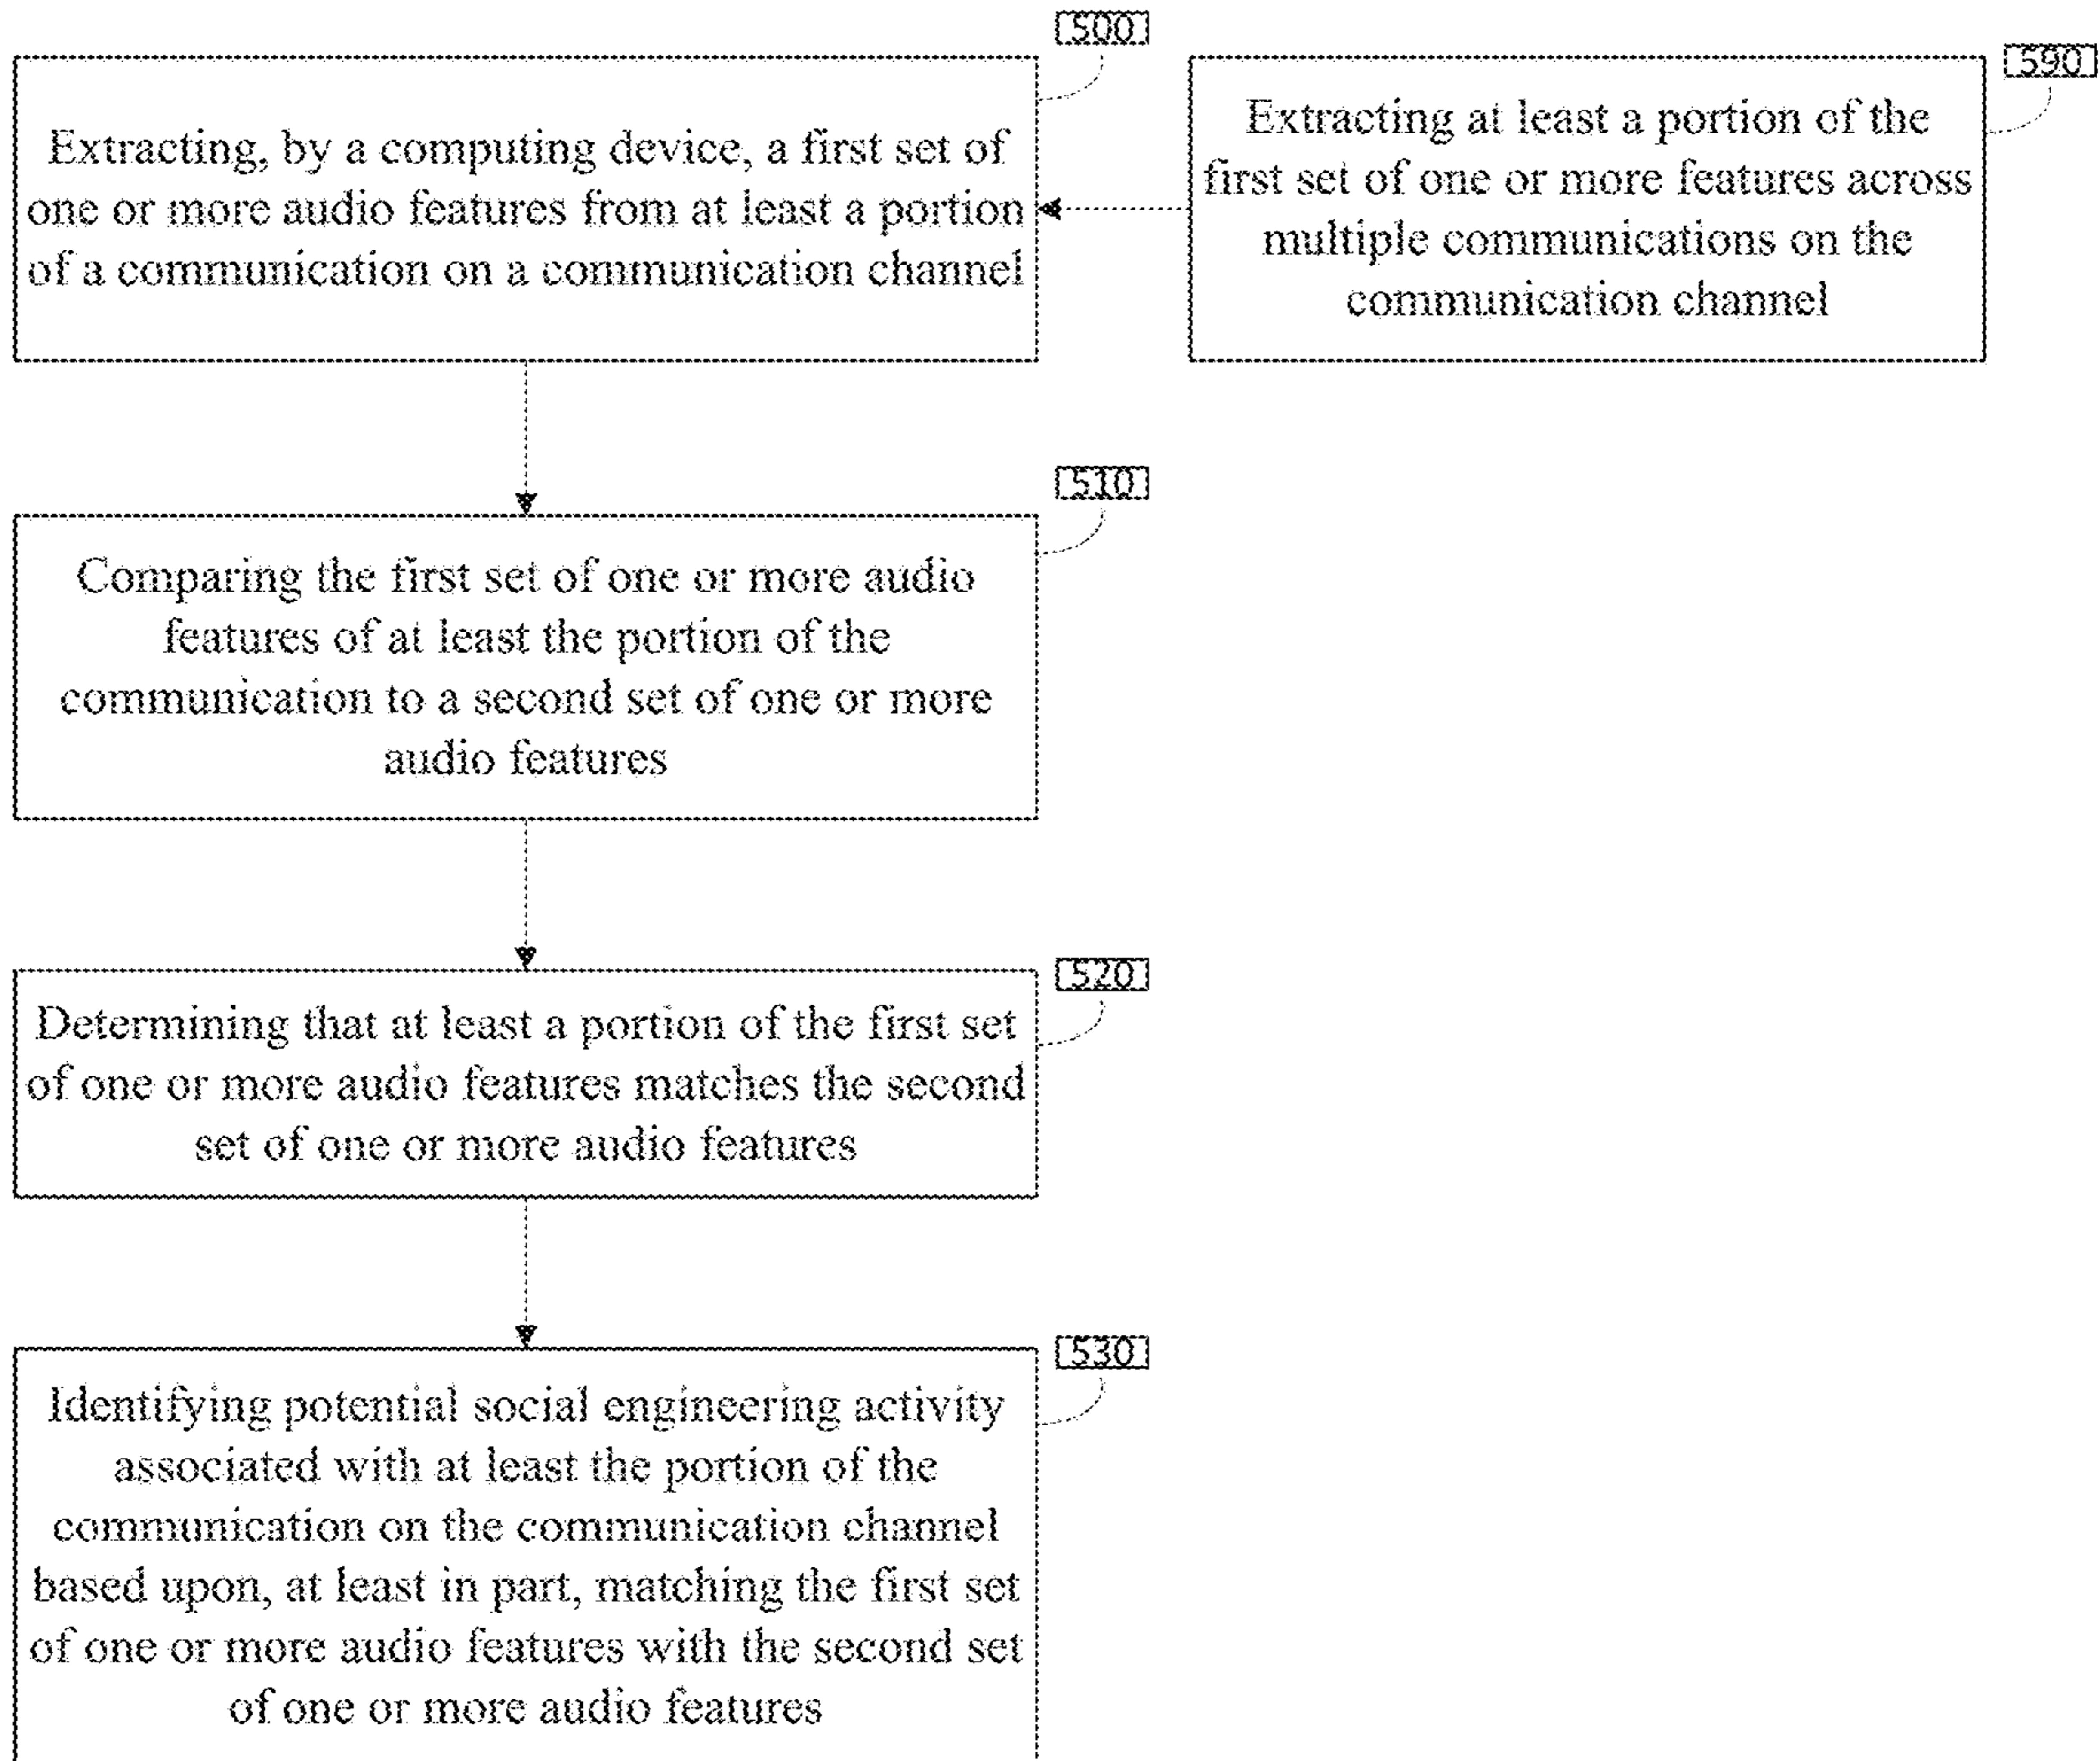 500
Extracting, by a computing device, a first set of
one or more audio features from at least a portion
of a communication on a communication channel
590
Extracting at least a portion of the
first set of one or more features across
multiple communications on the
communication channel
510
Comparing the first set of one or more audio
features of at least the portion of the
communication to a second set of one or more
audio features
520
Determining that at least a portion of the first set
of one or more audio features matches the second
set of one or more audio features
530
Identifying potential social engineering activity
associated with at least the portion of the
communication on the communication channel
based upon, at least in part, matching the first set
of one or more audio features with the second set
of one or more audio features